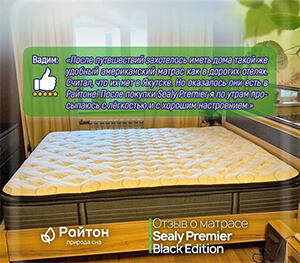 Вадим:
«После путешествий захотелось иметь дома такой же
удобный американский матрас как в дорогих отелях.
Считал, что их нет в Якутске. Но оказалось они есть в
Райтоне! После покупки Sealy Premier я по утрам про-
сыпаюсь с лёгкостью и с хорошим настроением.»
Райтон
природа сна
Отзыв о матрасе
Sealy Premier
Black Edition